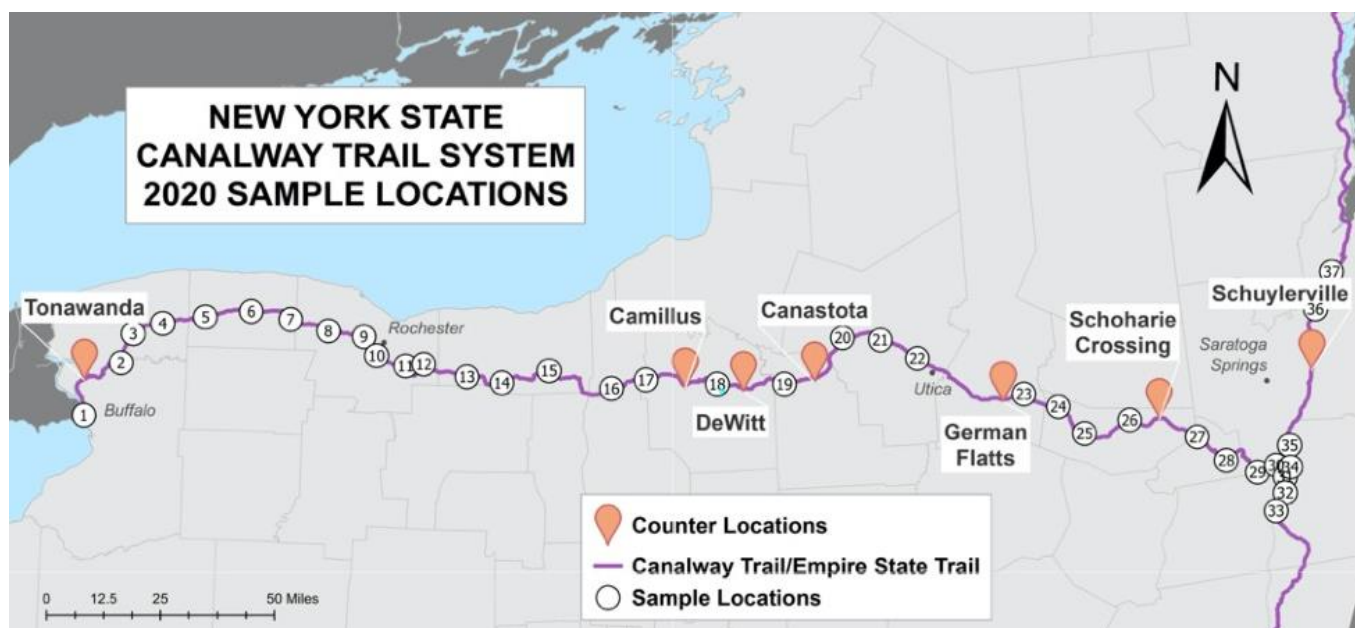 NEW YORK STATE
CANALWAY TRAIL SYSTEM
2020 SAMPLE LOCATIONS
N
Tonawanda
Buffalo
Rochester
Camillus
DeWitt
Canastota
Utica
German
Flatts
Schoharie
Crossing
Saratoga
Springs
Schuylerville
1
2
3
4
5
6
7
8
9
10
11
12
13
14
15
16
17
18
19
20
21
22
23
24
25
26
27
28
29
30
31
32
33
34
35
36
37
Counter Locations
Canalway Trail/Empire State Trail
Sample Locations
0 12.5 25 50 Miles